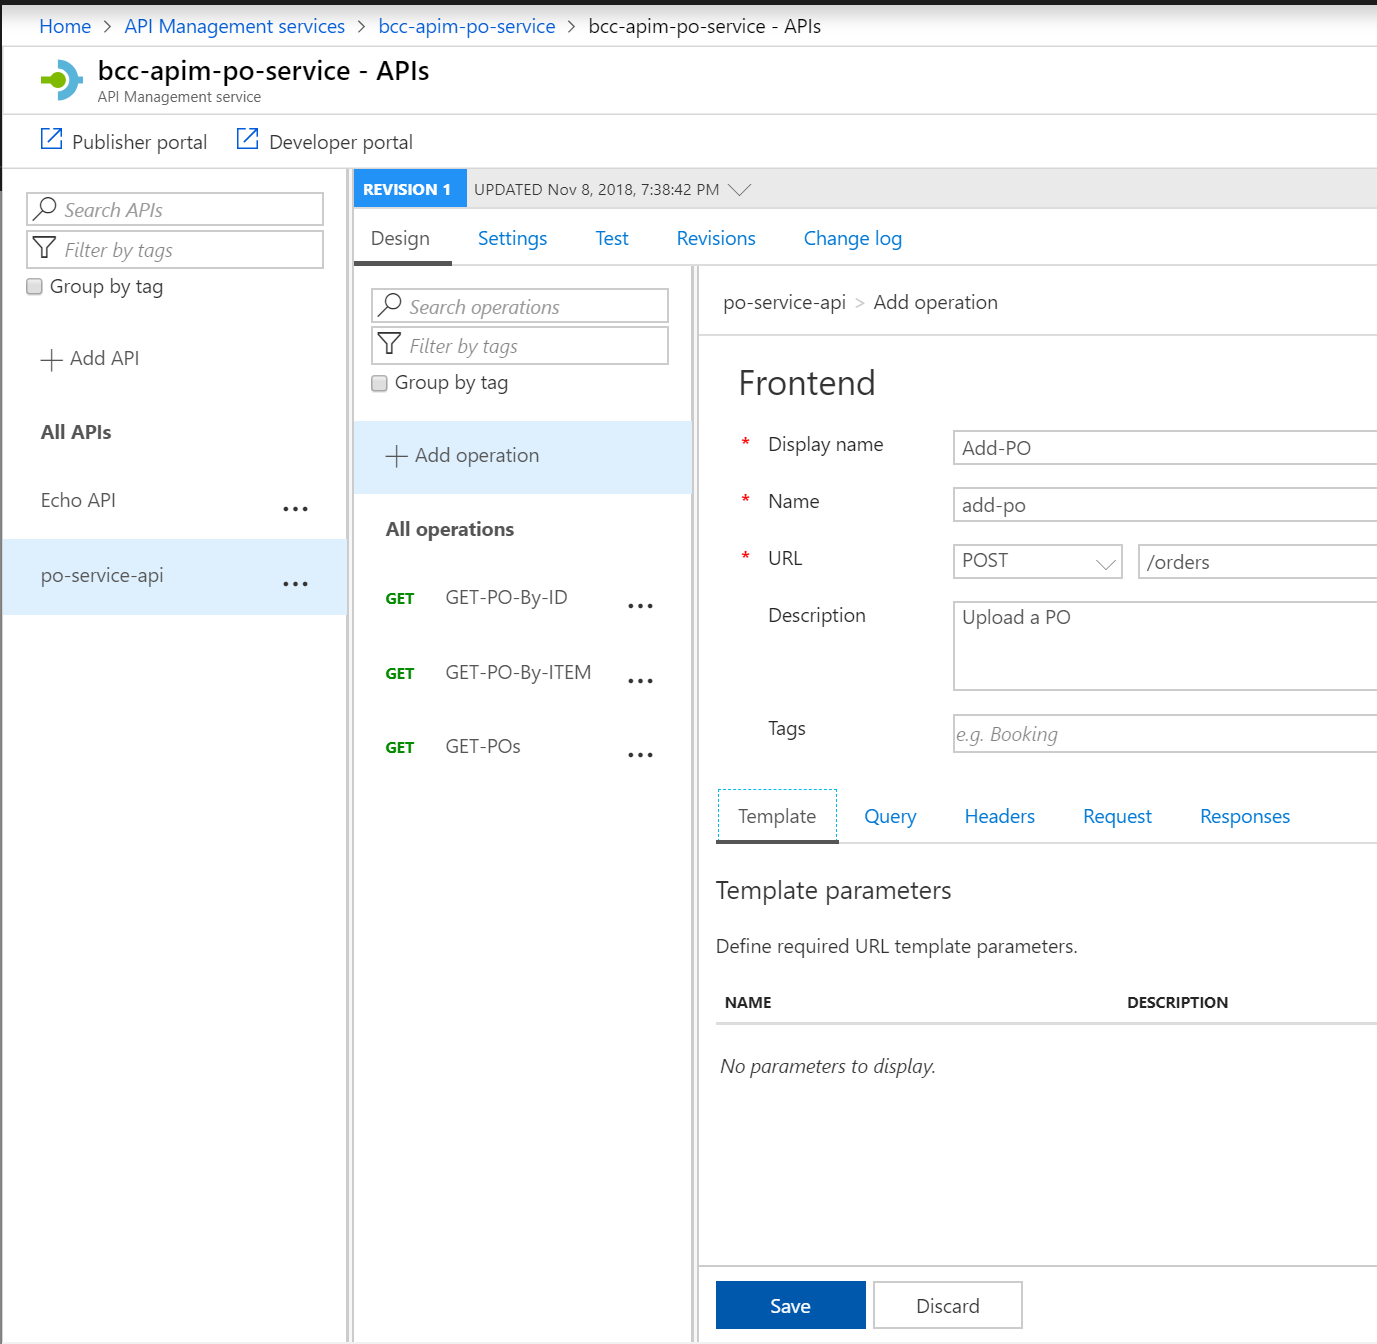 Home > API Management services > bcc-apim-po-service > bcc-apim-po-service - APIs
bcc-apim-po-service - APIs
API Management service
Publisher portal Developer portal
Search APIs
Filter by tags
Group by tag
+ Add API
All APIs
Echo API ...
po-service-api ...
REVISION 1 UPDATED Nov 8, 2018, 7:38:42 PM
Design Settings Test Revisions Change log
Search operations
Filter by tags
Group by tag
+ Add operation
All operations
GET GET-PO-By-ID ...
GET GET-PO-By-ITEM ...
GET GET-POs ...
po-service-api > Add operation
Frontend
* Display name Add-PO
* Name add-po
* URL POST /orders
Description Upload a PO
Tags e.g. Booking
Template Query Headers Request Responses
Template parameters
Define required URL template parameters.
NAME DESCRIPTION
No parameters to display.
Save Discard